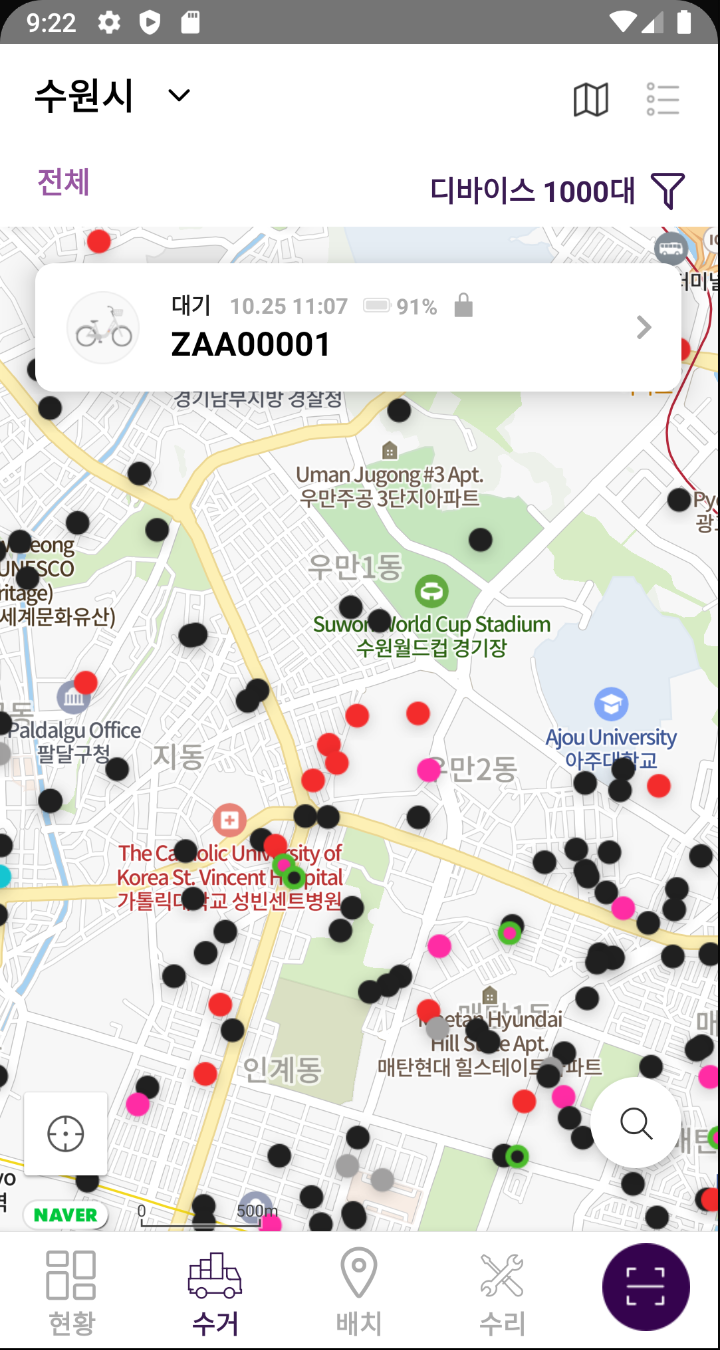 9:22
수원시
전체
디바이스 1000대
터미널
대기 10.25 11:07 91%
ZAA00001
경기남부지방 경찰청
Uman Jugong #3 Apt.
우만주공 3단지아파트
우만1동
Suwon World Cup Stadium
수원월드컵 경기장
UNESCO
세계문화유산)
Paldalgu Office
팔달구청
지동
Ajou University
아주대학교
우만2동
The Catholic University of
Korea St. Vincent Hospital
가톨릭대학교 성빈센트병원
매탄1동
Maetan Hyundai
Hill State Apt.
매탄현대 힐스테이트아파트
인계동
NAVER
0 500m
현황
수거
배치
수리